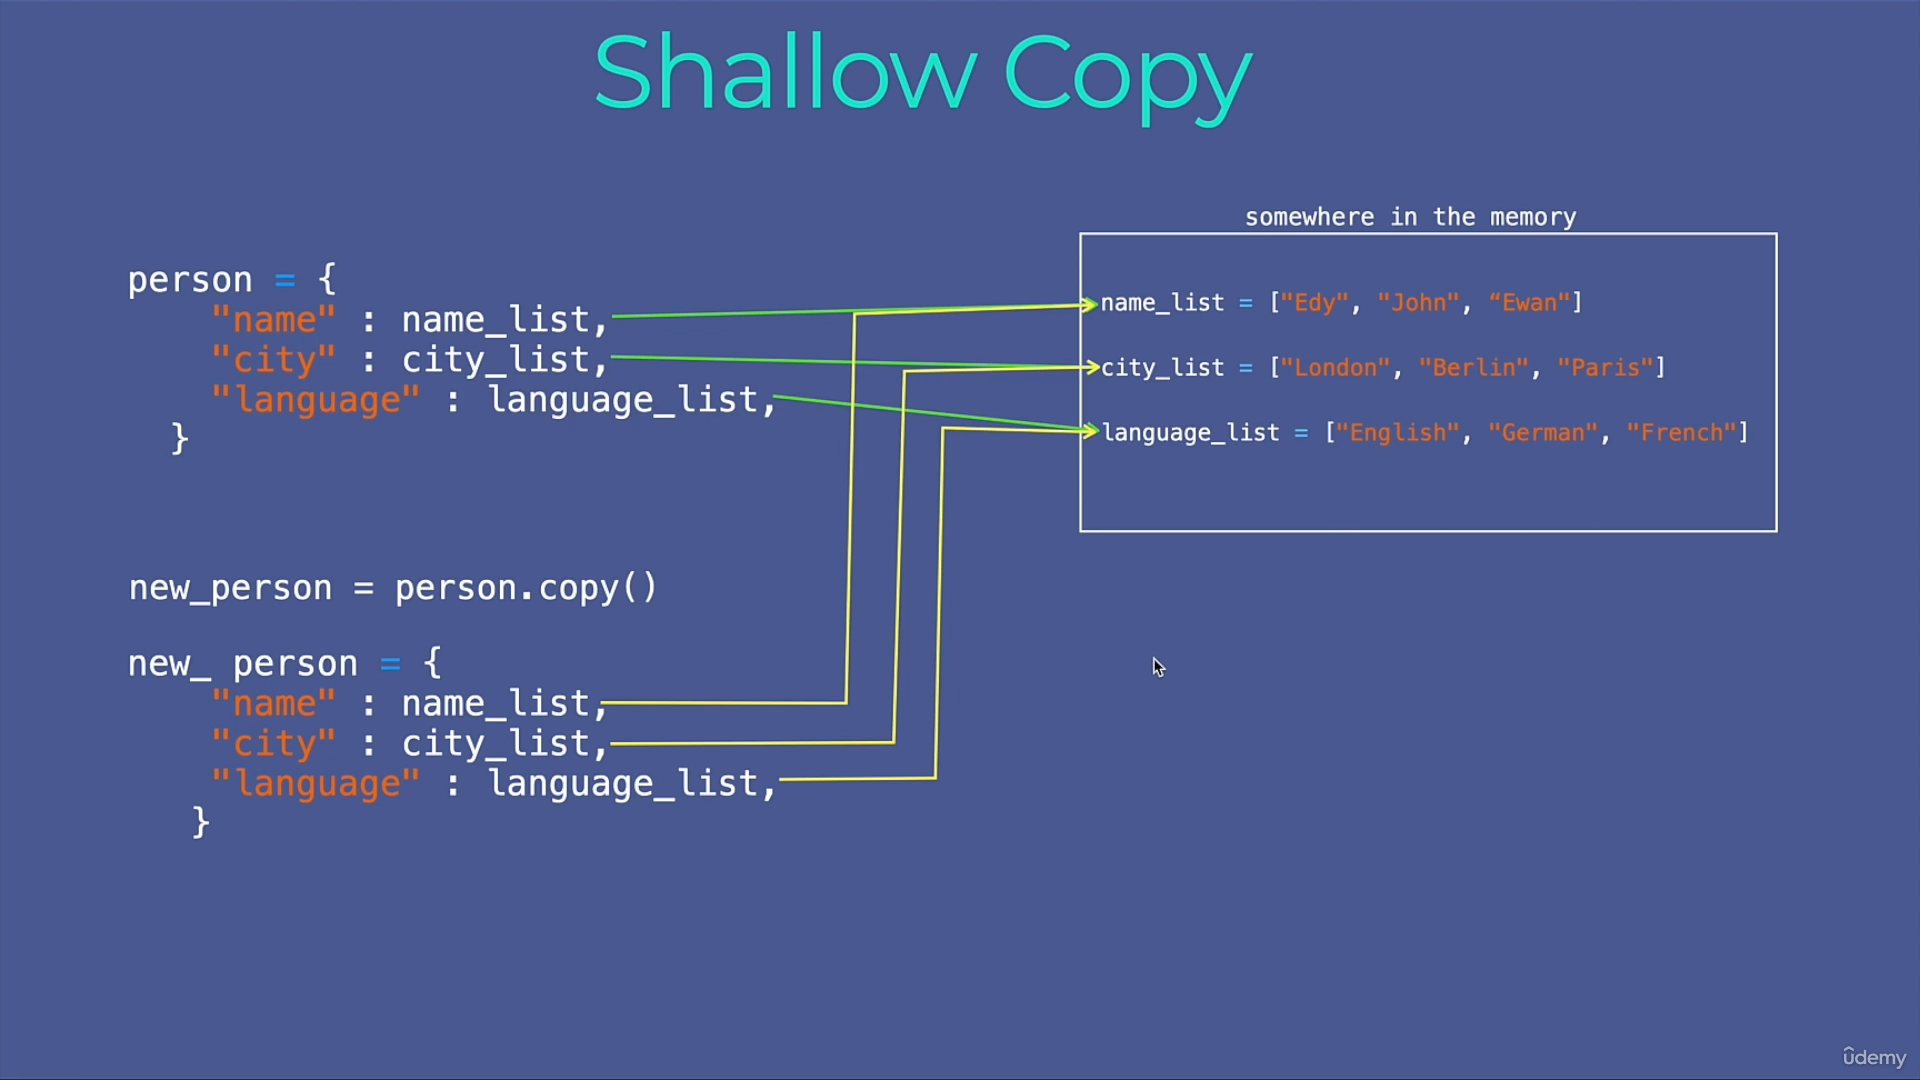 Shallow Copy
somewhere in the memory
person = {
"name" : name_list,
"city" : city_list,
"language" : language_list,
}
name_list = ["Edy", "John", “Ewan"]
city_list = ["London", "Berlin", "Paris"]
language_list = ["English", "German", "French"]
new_person = person.copy()
new_ person = {
"name" : name_list,
"city" : city_list,
"language" : language_list,
}
ûdemy